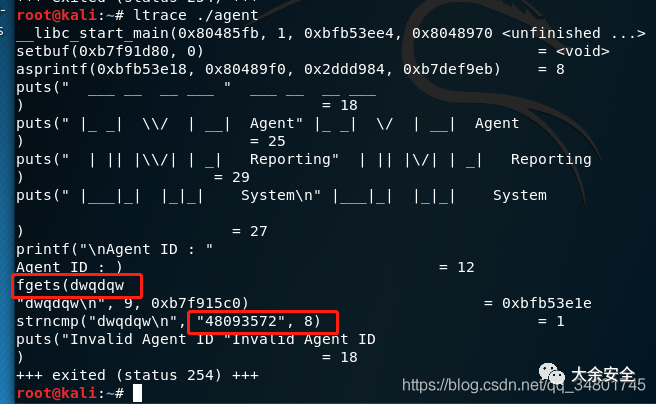 +++ exited (status 254) +++
root@kali:~# ltrace ./agent
__libc_start_main(0x80485fb, 1, 0xbfb53ee4, 0x8048970 <unfinished ...>
setbuf(0xb7f91d80, 0) = <void>
asprintf(0xbfb53e18, 0x80489f0, 0x2ddd984, 0xb7def9eb) = 8
puts("  ___ __  __ ___ "  ___ __  __ ___
) = 18
puts(" |_ _|  \\/  | __|  Agent" |_ _|  \/  | __|  Agent
) = 25
puts("  | || |\\/| | _|   Reporting"  | || |\/| | _|   Reporting
) = 29
puts(" |___|_|  |_|_|    System\n" |___|_|  |_|_|    System
) = 27
printf("\nAgent ID : "
Agent ID : ) = 12
fgets(dwqdqw
"dwqdqw\n", 9, 0xb7f915c0) = 0xbfb53e1e
strncmp("dwqdqw\n", "48093572", 8) = 1
puts("Invalid Agent ID "Invalid Agent ID
) = 18
+++ exited (status 254) +++
root@kali:~#
大余安全
https://blog.csdn.net/qq_34801745